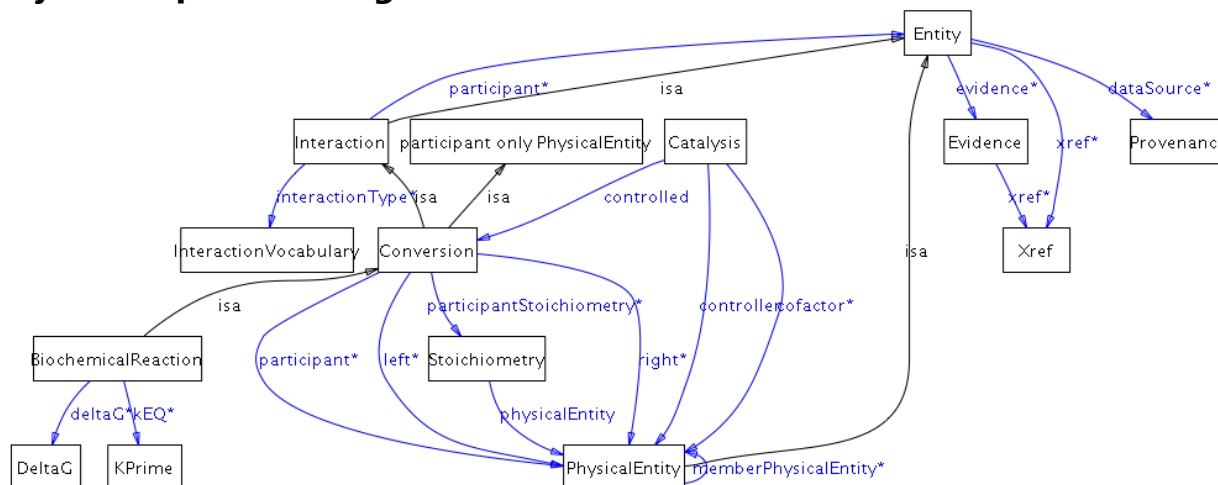 Entity
participant*
isa
evidence*
dataSource*
Interaction
participant only PhysicalEntity
Catalysis
Evidence
Provenanc
xref*
interactionType*
isa
isa
controlled
xref*
InteractionVocabulary
Conversion
Xref
isa
isa
participantStoichiometry*
controller
cofactor*
BiochemicalReaction
participant*
left*
Stoichiometry
right*
deltaG*
kEQ*
physicalEntity
DeltaG
KPrime
PhysicalEntity
memberPhysicalEntity*